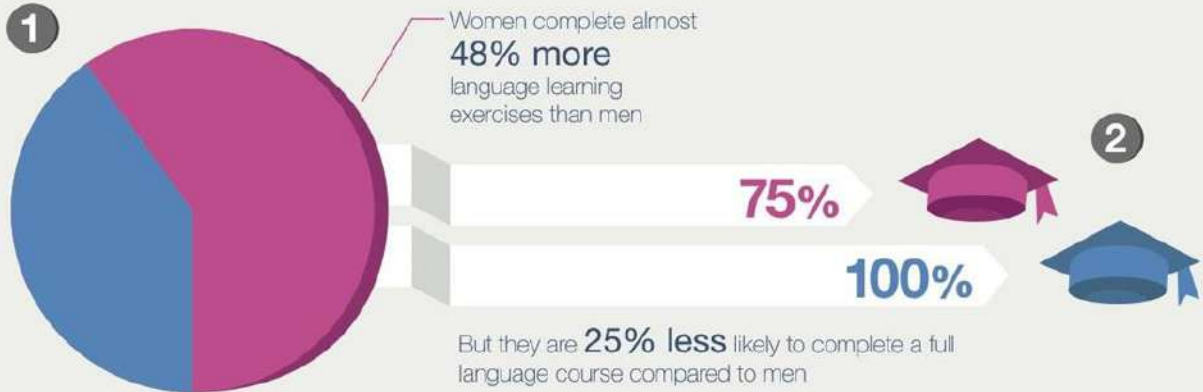 1
Women complete almost
48% more
language learning
exercises than men
2
75%
100%
But they are 25% less likely to complete a full
language course compared to men